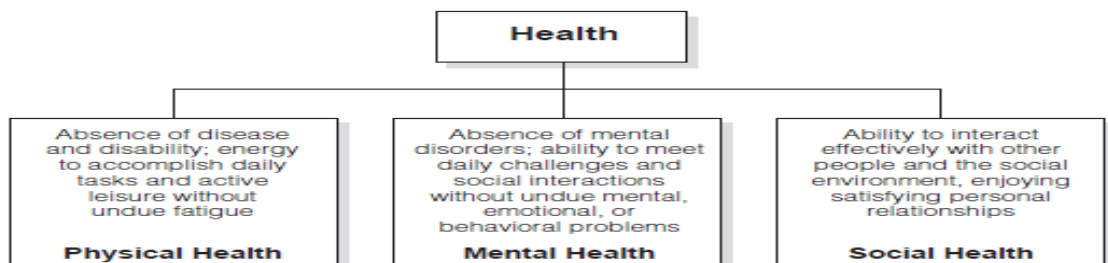 Health
Absence of disease
and disability; energy
to accomplish daily
tasks and active
leisure without
undue fatigue
Physical Health
Absence of mental
disorders; ability to meet
daily challenges and
social interactions
without undue mental,
emotional, or
behavioral problems
Mental Health
Ability to interact
effectively with other
people and the social
environment, enjoying
satisfying personal
relationships
Social Health